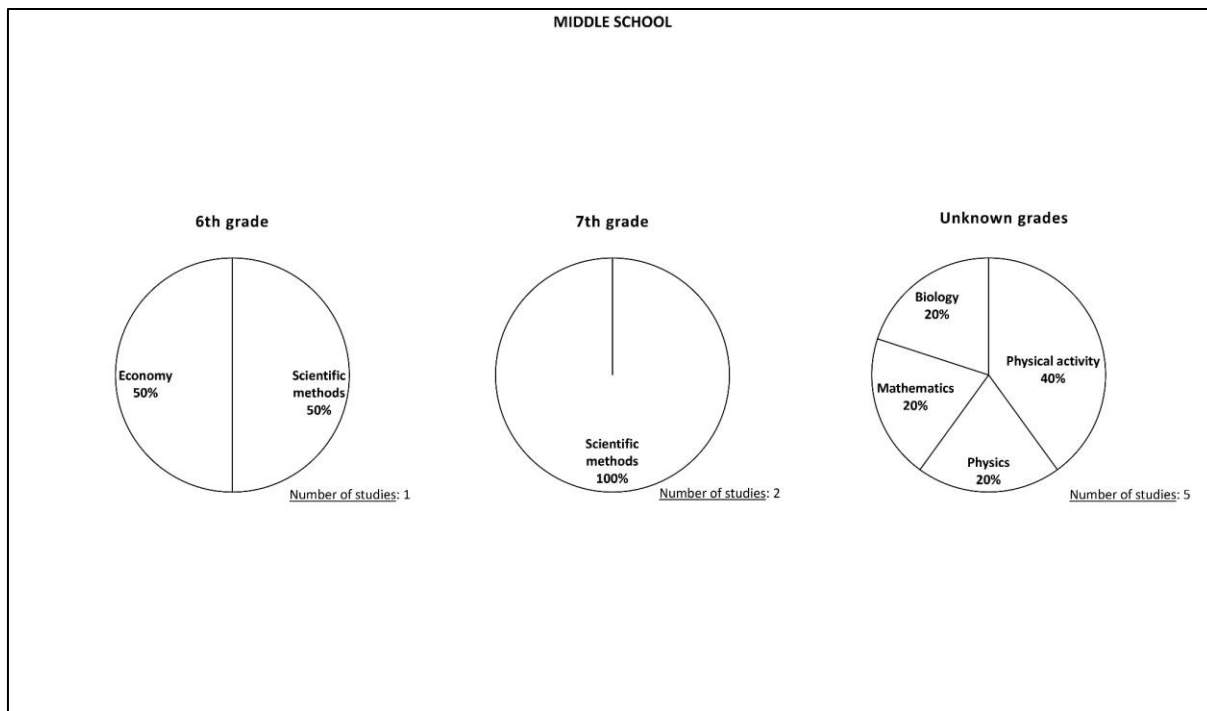 MIDDLE SCHOOL
6th grade
Economy
50%
Scientific
methods
50%
Number of studies: 1
7th grade
Scientific
methods
100%
Number of studies: 2
Unknown grades
Biology
20%
Physical activity
40%
Mathematics
20%
Physics
20%
Number of studies: 5